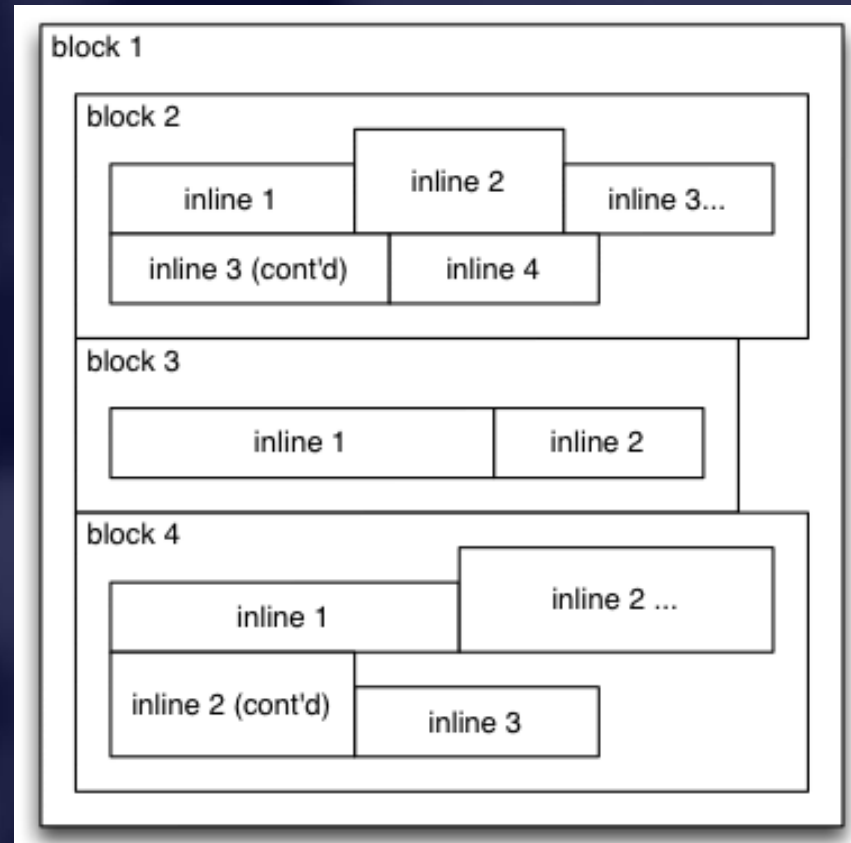 block 1
block 2
inline 1 inline 2 inline 3...
inline 3 (cont'd) inline 4
block 3
inline 1 inline 2
block 4
inline 1 inline 2 ...
inline 2 (cont'd) inline 3